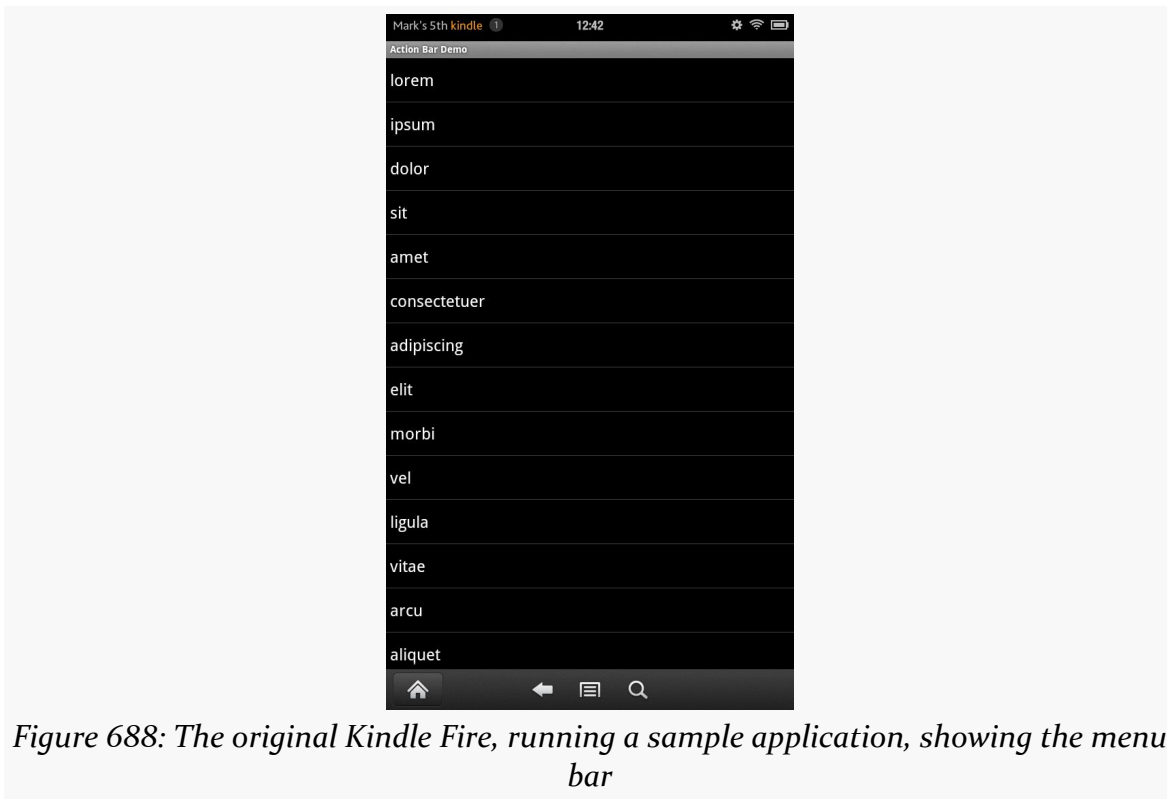 Mark's 5th kindle 1 12:42
Action Bar Demo
lorem
ipsum
dolor
sit
amet
consectetuer
adipiscing
elit
morbi
vel
ligula
vitae
arcu
aliquet
Figure 688: The original Kindle Fire, running a sample application, showing the menu
bar